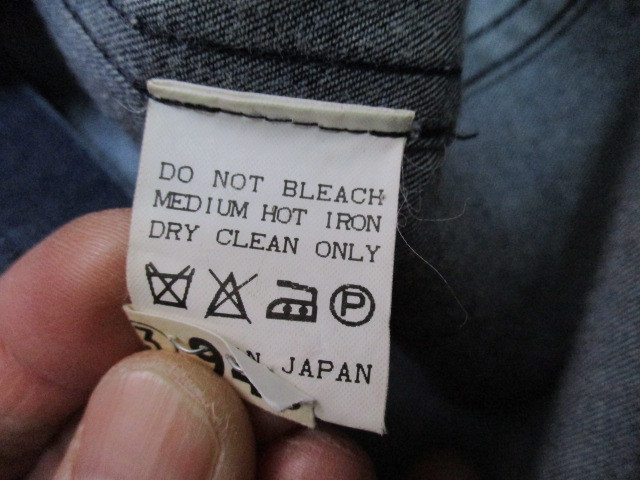 DO NOT BLEACH
MEDIUM HOT IRON
DRY CLEAN ONLY
P
N JAPAN